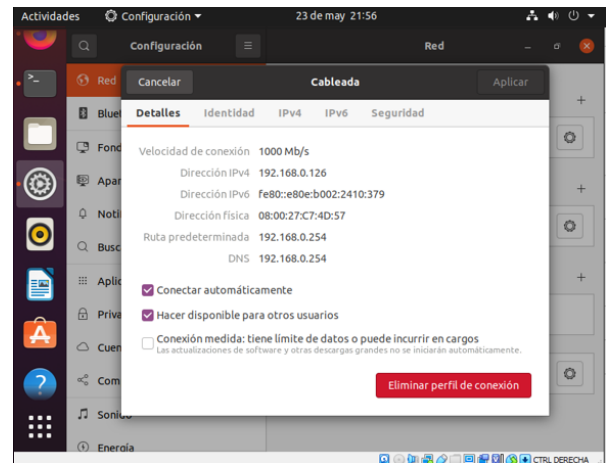 Actividades Configuración 23 de may 21:56
Configuración Red
Cancelar Cableada Aplicar
Detalles Identidad IPv4 IPv6 Seguridad
Velocidad de conexión 1000 Mb/s
Dirección IPv4 192.168.0.126
Dirección IPv6 fe80::e80e:b002:2410:379
Dirección física 08:00:27:C7:4D:57
Ruta predeterminada 192.168.0.254
DNS 192.168.0.254
Conectar automáticamente
Hacer disponible para otros usuarios
Conexión medida: tiene límite de datos o puede incurrir en cargos
Las actualizaciones de software y otras descargas grandes no se iniciarán automáticamente.
Eliminar perfil de conexión
Red
Bluet
Fond
Apar
Noti
Busc
Aplic
Priva
Cuen
Com
Sonido
Energía
CTRL DERECHA